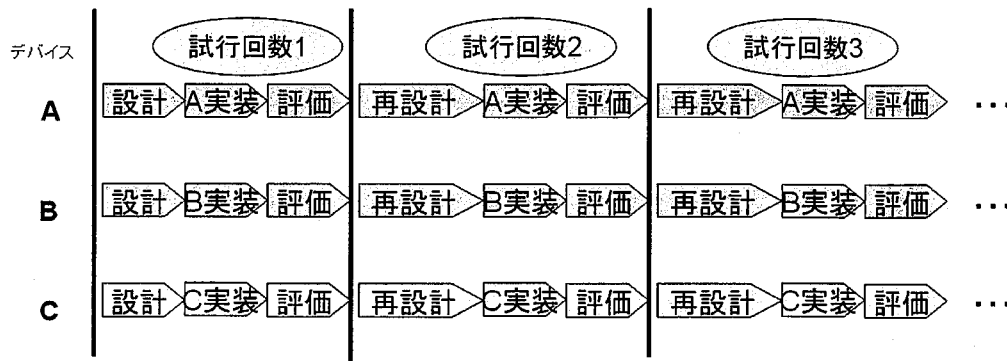 試行回数1 試行回数2 試行回数3
デバイス
A 設計 A実装 評価 再設計 A実装 評価 再設計 A実装 評価 ...
B 設計 B実装 評価 再設計 B実装 評価 再設計 B実装 評価 ...
C 設計 C実装 評価 再設計 C実装 評価 再設計 C実装 評価 ...